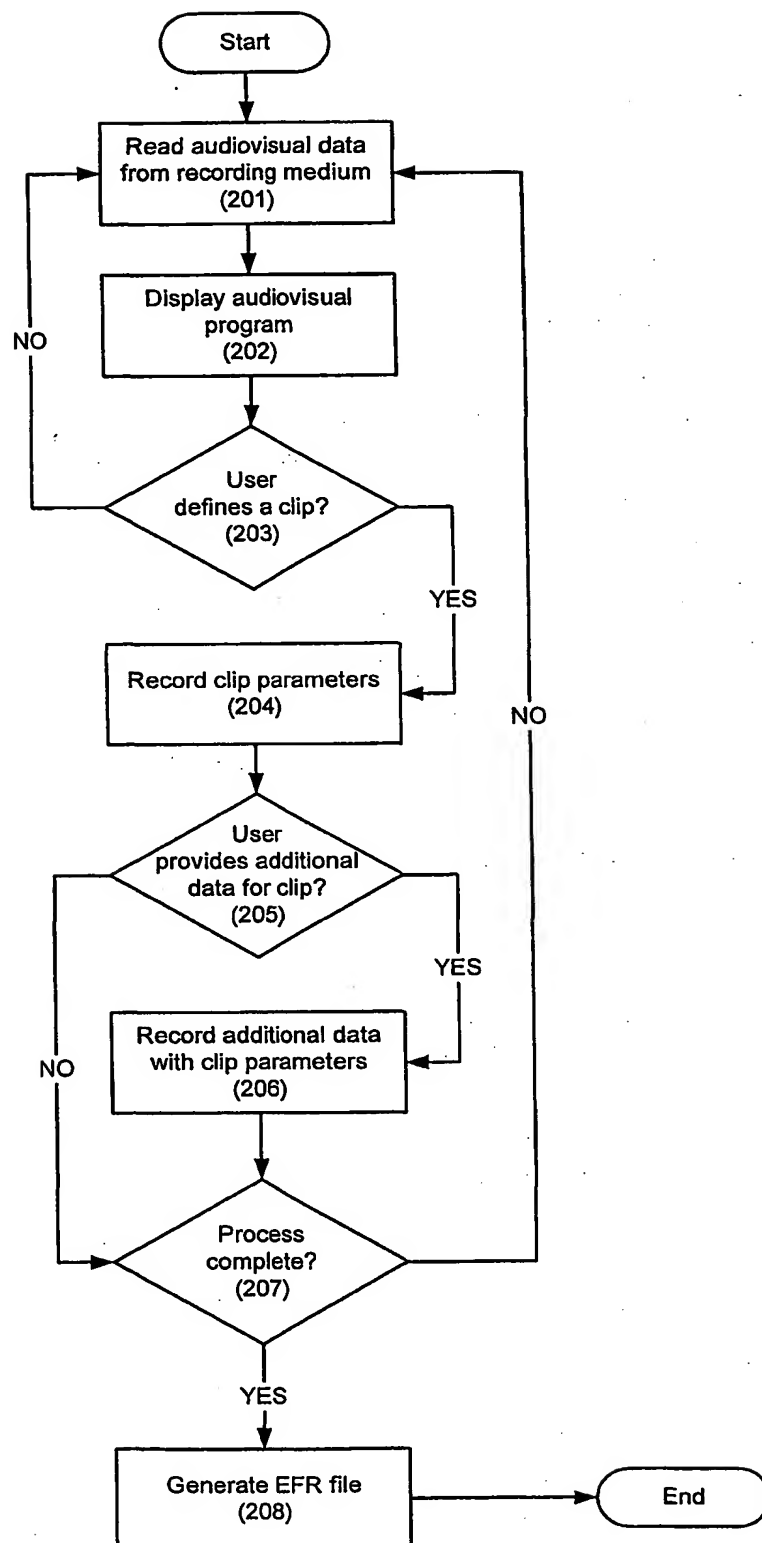 Start
Read audiovisual data
from recording medium
(201)
Display audiovisual
program
(202)
NO
User
defines a clip?
(203)
YES
Record clip parameters
(204)
NO
User
provides additional
data for clip?
(205)
YES
Record additional data
with clip parameters
(206)
NO
Process
complete?
(207)
YES
Generate EFR file
(208)
End